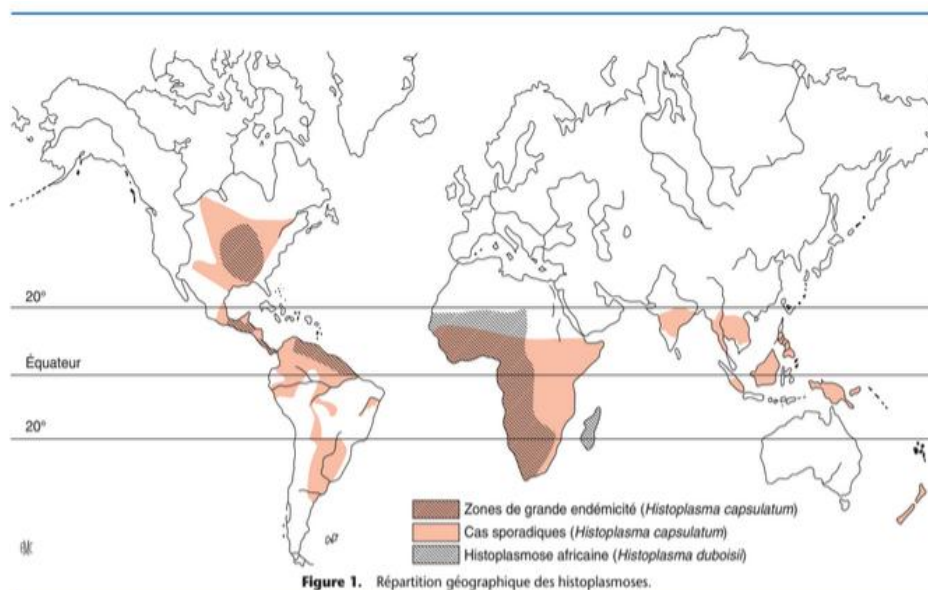 20°
Équateur
20°
Zones de grande endémicité (Histoplasma capsulatum)
Cas sporadiques (Histoplasma capsulatum)
Histoplasmose africaine (Histoplasma duboisii)
Figure 1. Répartition géographique des histoplasmoses.